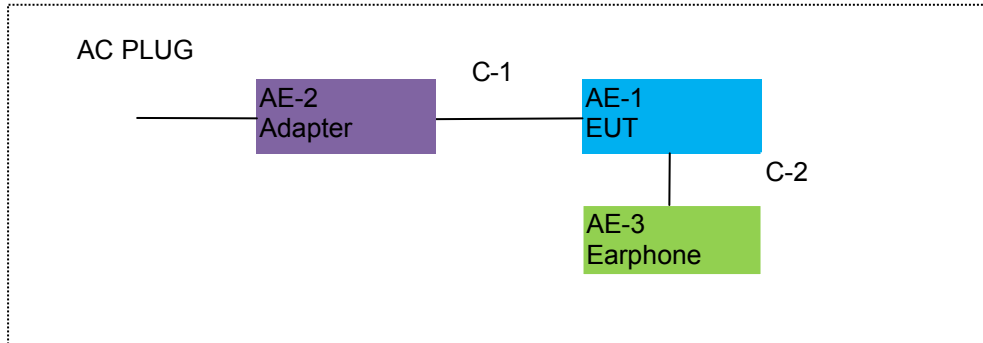 AC PLUG
C-1
AE-2
Adapter
AE-1
EUT
C-2
AE-3
Earphone